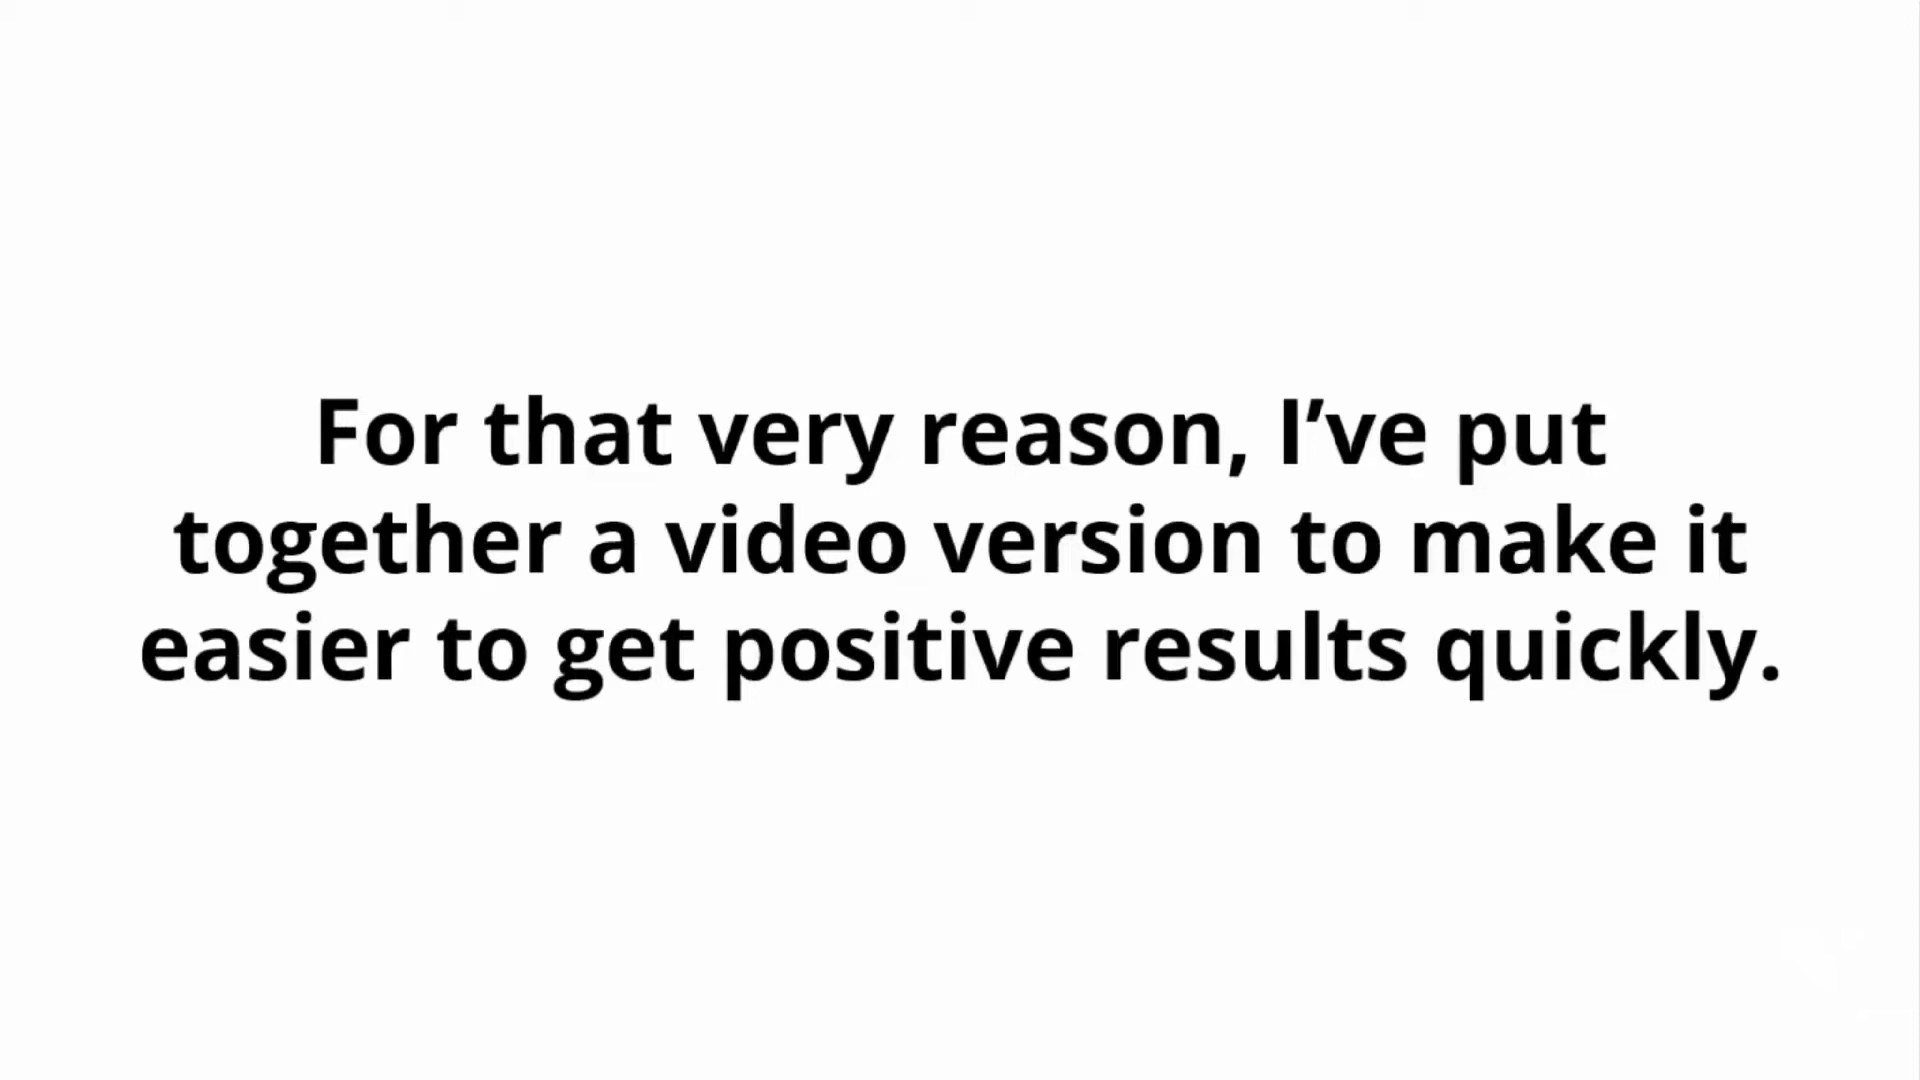 For that very reason, I’ve put
together a video version to make it
easier to get positive results quickly.